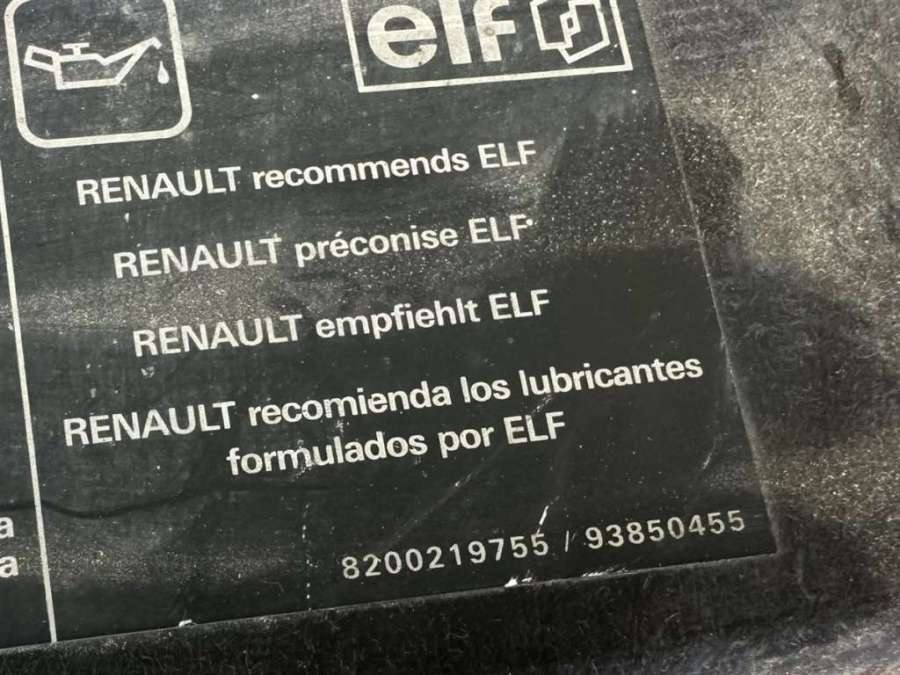 elf
RENAULT recommends ELF
RENAULT préconise ELF
RENAULT empfiehlt ELF
RENAULT recomienda los lubricantes
formulados por ELF
a
a
8200219755 / 93850455